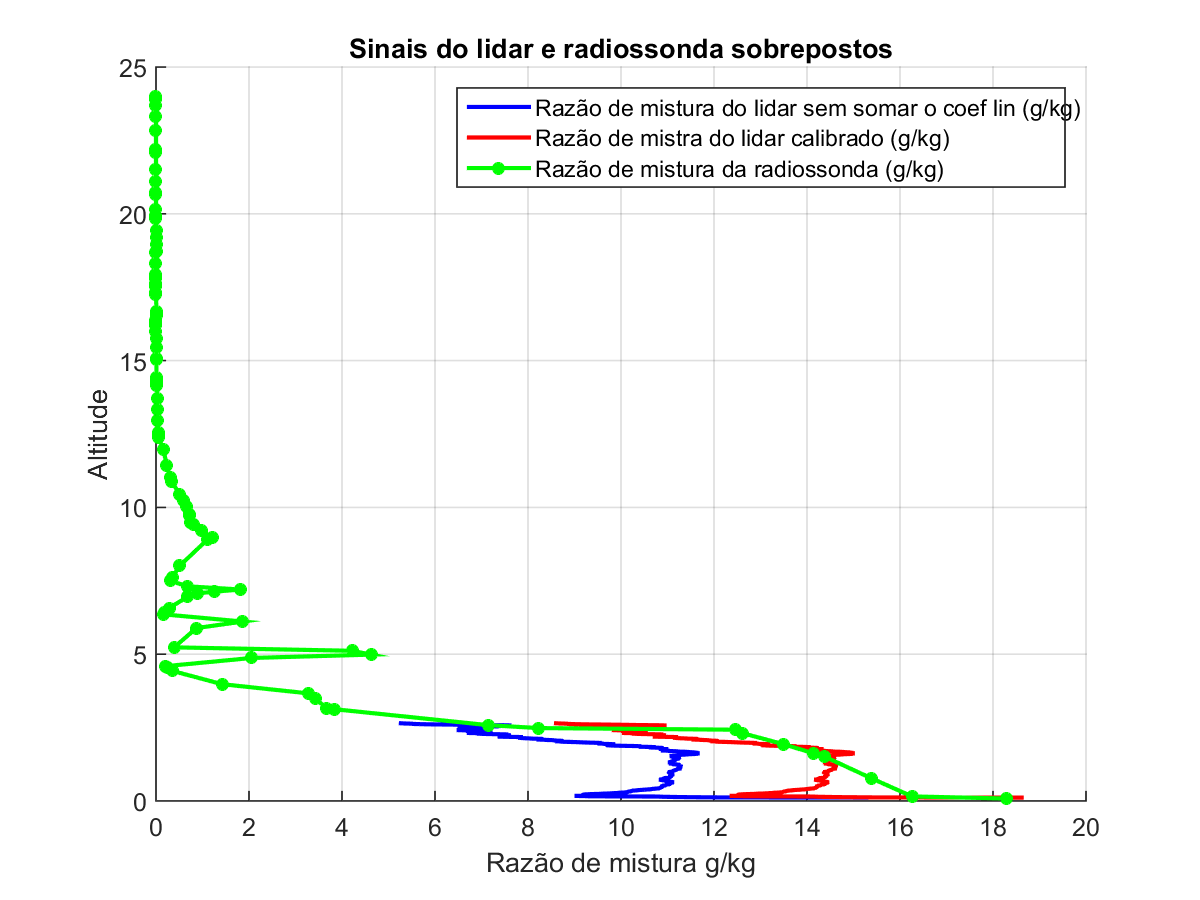 Sinais do lidar e radiossonda sobrepostos
Razão de mistura do lidar sem somar o coef lin (g/kg)
Razão de mistra do lidar calibrado (g/kg)
Razão de mistura da radiossonda (g/kg)
25
20
15
10
5
0
Altitude
0 2 4 6 8 10 12 14 16 18 20
Razão de mistura g/kg